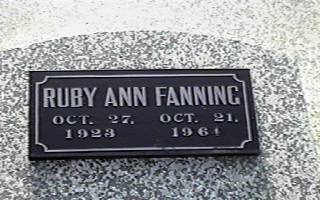 RUBY ANN FANNING
OCT. 27, OCT. 21,
1923 1964